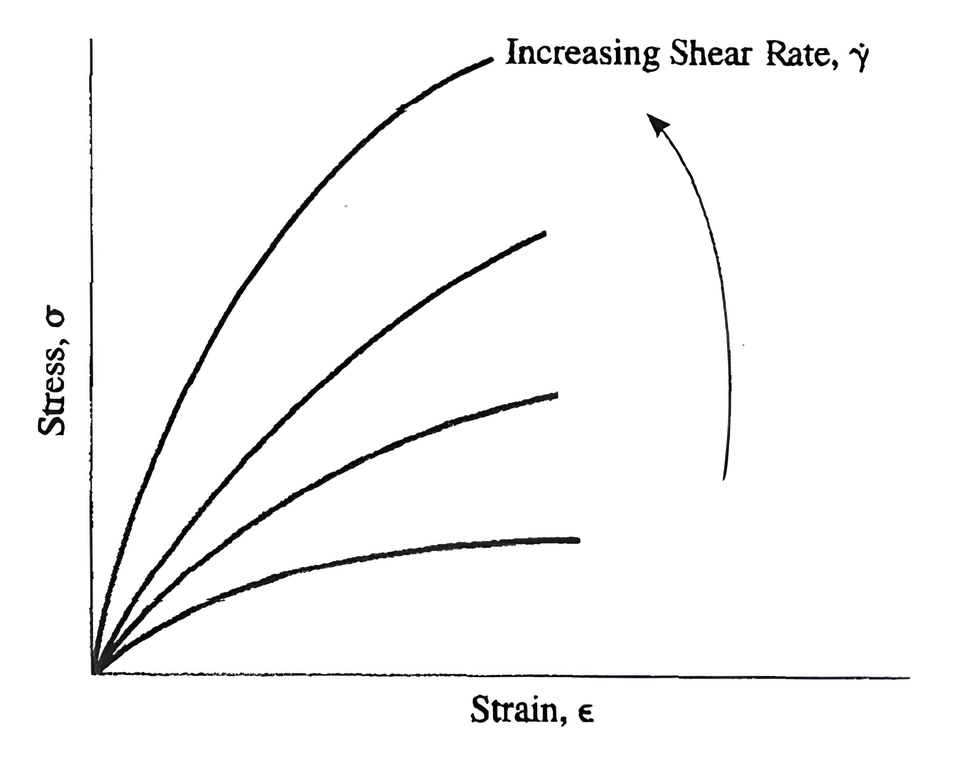 Increasing Shear Rate, γ̇
Stress, σ
Strain, ϵ